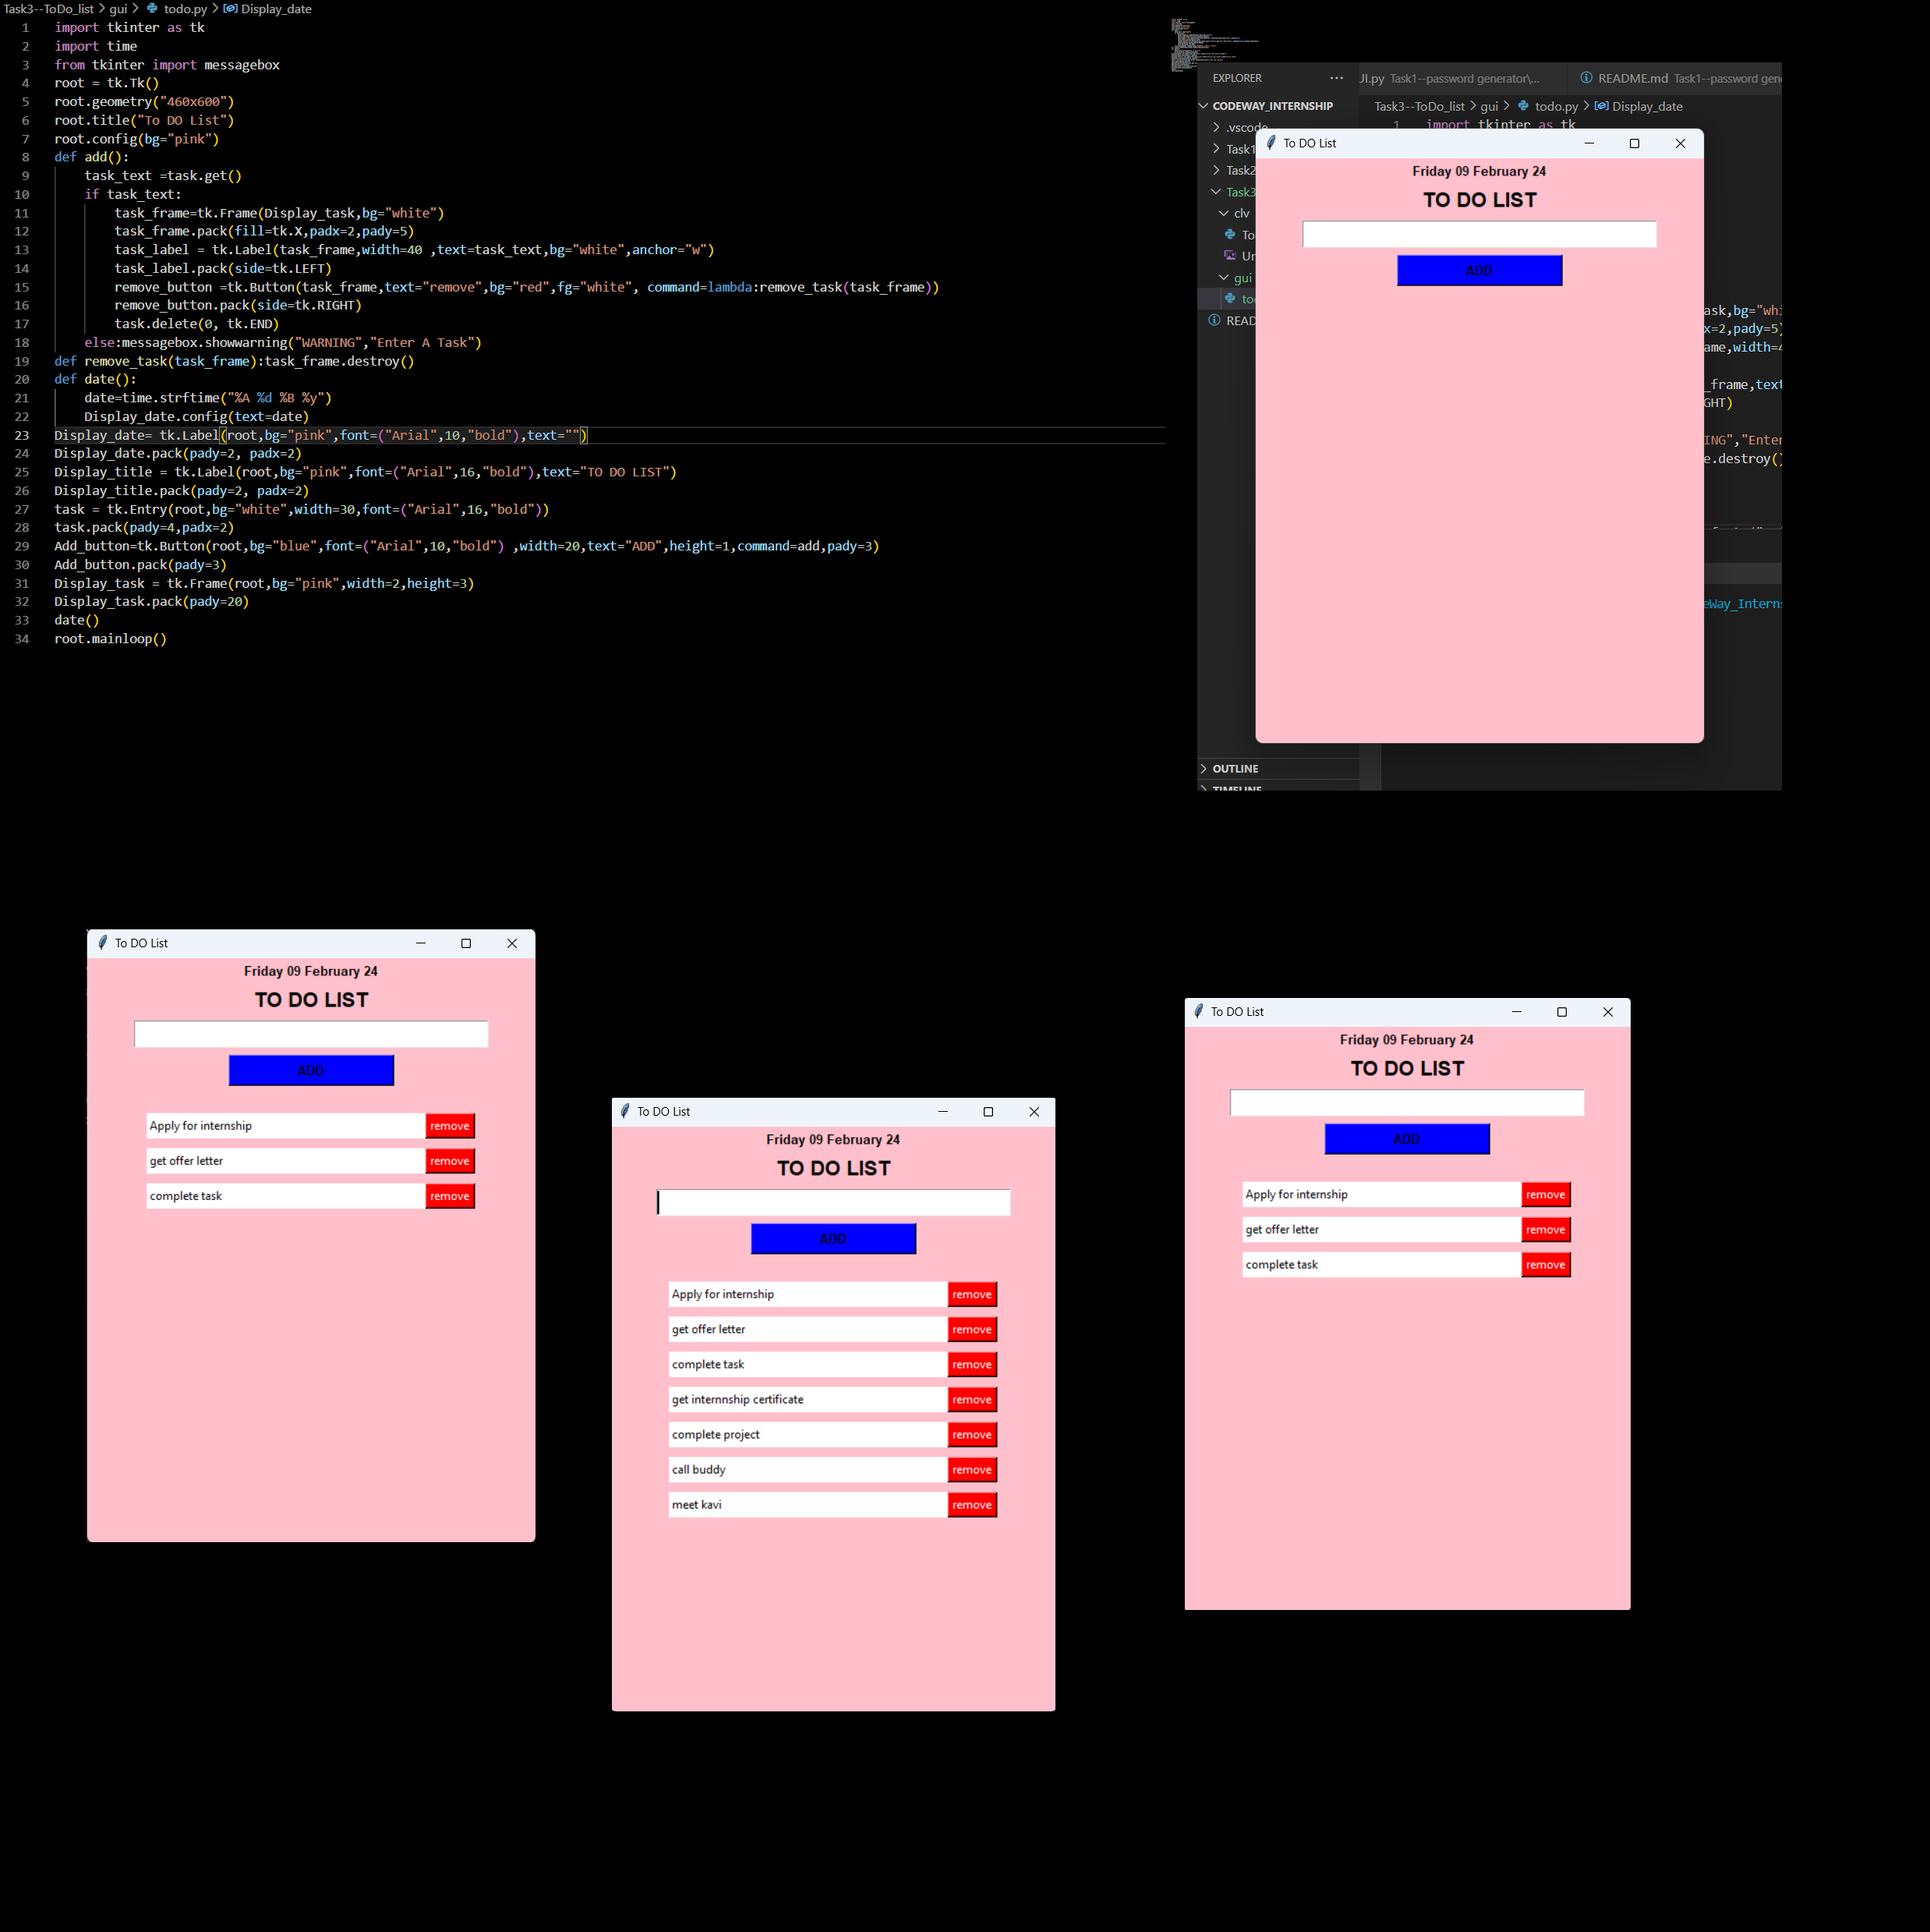 Task3--ToDo_list > gui > todo.py > Display_date
1 import tkinter as tk
2 import time
3 from tkinter import messagebox
4 root = tk.Tk()
5 root.geometry("460x600")
6 root.title("To DO List")
7 root.config(bg="pink")
8 def add():
9     task_text =task.get()
10     if task_text:
11         task_frame=tk.Frame(Display_task,bg="white")
12         task_frame.pack(fill=tk.X,padx=2,pady=5)
13         task_label = tk.Label(task_frame,width=40 ,text=task_text,bg="white",anchor="w")
14         task_label.pack(side=tk.LEFT)
15         remove_button =tk.Button(task_frame,text="remove",bg="red",fg="white", command=lambda:remove_task(task_frame))
16         remove_button.pack(side=tk.RIGHT)
17         task.delete(0, tk.END)
18     else:messagebox.showwarning("WARNING","Enter A Task")
19 def remove_task(task_frame):task_frame.destroy()
20 def date():
21     date=time.strftime("%A %d %B %y")
22     Display_date.config(text=date)
23 Display_date= tk.Label(root,bg="pink",font=("Arial",10,"bold"),text="")
24 Display_date.pack(pady=2, padx=2)
25 Display_title = tk.Label(root,bg="pink",font=("Arial",16,"bold"),text="TO DO LIST")
26 Display_title.pack(pady=2, padx=2)
27 task = tk.Entry(root,bg="white",width=30,font=("Arial",16,"bold"))
28 task.pack(pady=4,padx=2)
29 Add_button=tk.Button(root,bg="blue",font=("Arial",10,"bold") ,width=20,text="ADD",height=1,command=add,pady=3)
30 Add_button.pack(pady=3)
31 Display_task = tk.Frame(root,bg="pink",width=2,height=3)
32 Display_task.pack(pady=20)
33 date()
34 root.mainloop()
EXPLORER ··· UI.py Task1--password generator\... README.md Task1--password gen
CODEWAY_INTERNSHIP Task3--ToDo_list > gui > todo.py > Display_date
.vscode 1 import tkinter as tk
To DO List
Task1
Friday 09 February 24
Task2
TO DO LIST
Task3
clv
To
Ur
ADD
gui
to
READ
ask,bg="whi
x=2,pady=5)
ame,width=4
_frame,text
GHT)
ING","Enter
e.destroy()
eWay_Interns
OUTLINE
TIMELINE
To DO List
Friday 09 February 24
TO DO LIST
ADD
Apply for internship remove
get offer letter remove
complete task remove
To DO List
Friday 09 February 24
TO DO LIST
ADD
Apply for internship remove
get offer letter remove
complete task remove
get internnship certificate remove
complete project remove
call buddy remove
meet kavi remove
To DO List
Friday 09 February 24
TO DO LIST
ADD
Apply for internship remove
get offer letter remove
complete task remove